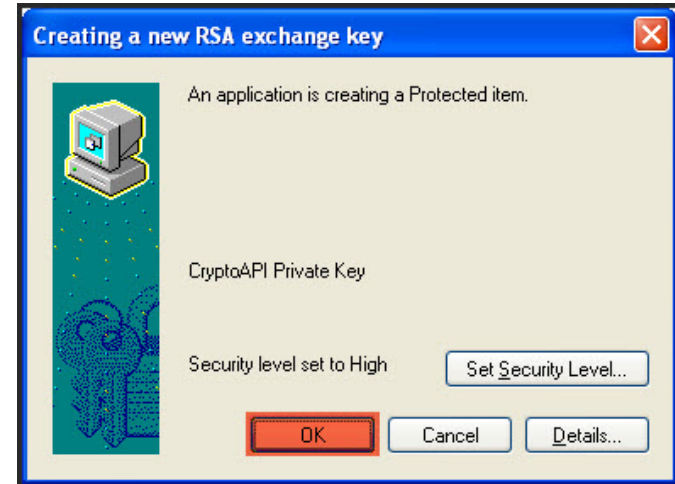 Creating a new RSA exchange key
An application is creating a Protected item.
CryptoAPI Private Key
Security level set to High
Set Security Level...
OK
Cancel
Details...